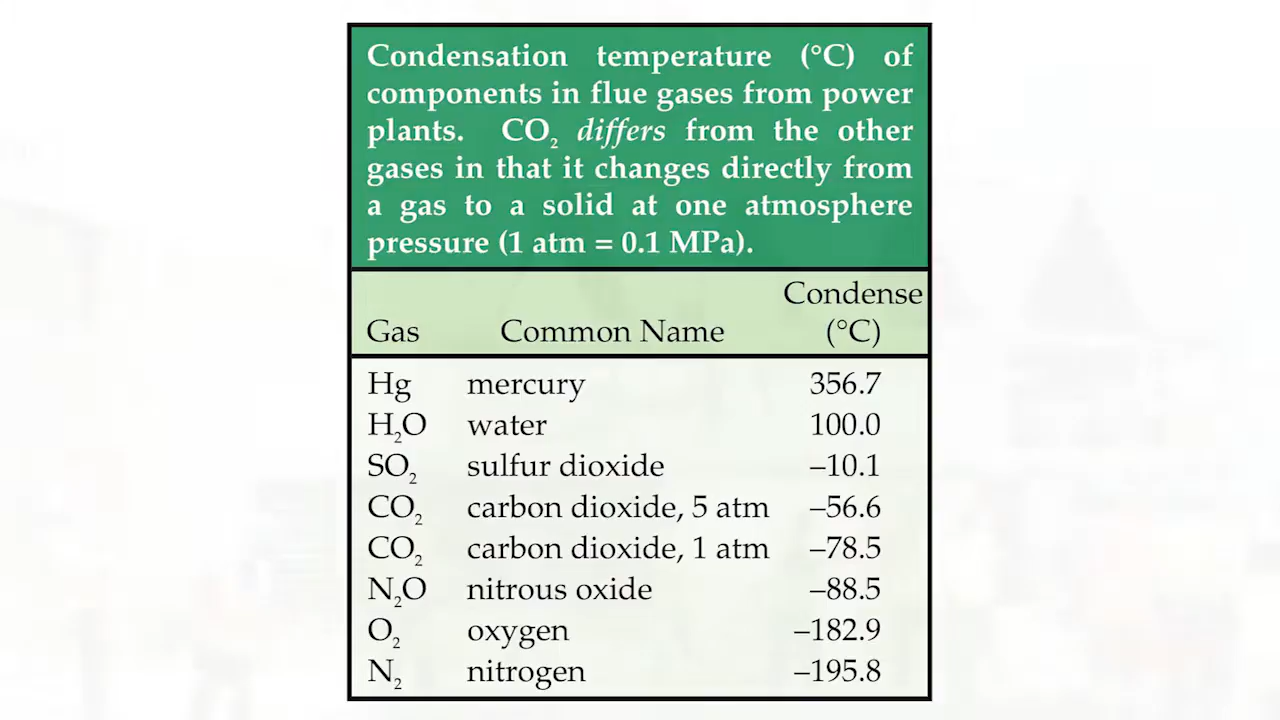 Condensation temperature (°C) of
components in flue gases from power
plants. CO₂ differs from the other
gases in that it changes directly from
a gas to a solid at one atmosphere
pressure (1 atm = 0.1 MPa).
Condense
Gas Common Name (°C)
Hg mercury 356.7
H₂O water 100.0
SO₂ sulfur dioxide –10.1
CO₂ carbon dioxide, 5 atm –56.6
CO₂ carbon dioxide, 1 atm –78.5
N₂O nitrous oxide –88.5
O₂ oxygen –182.9
N₂ nitrogen –195.8